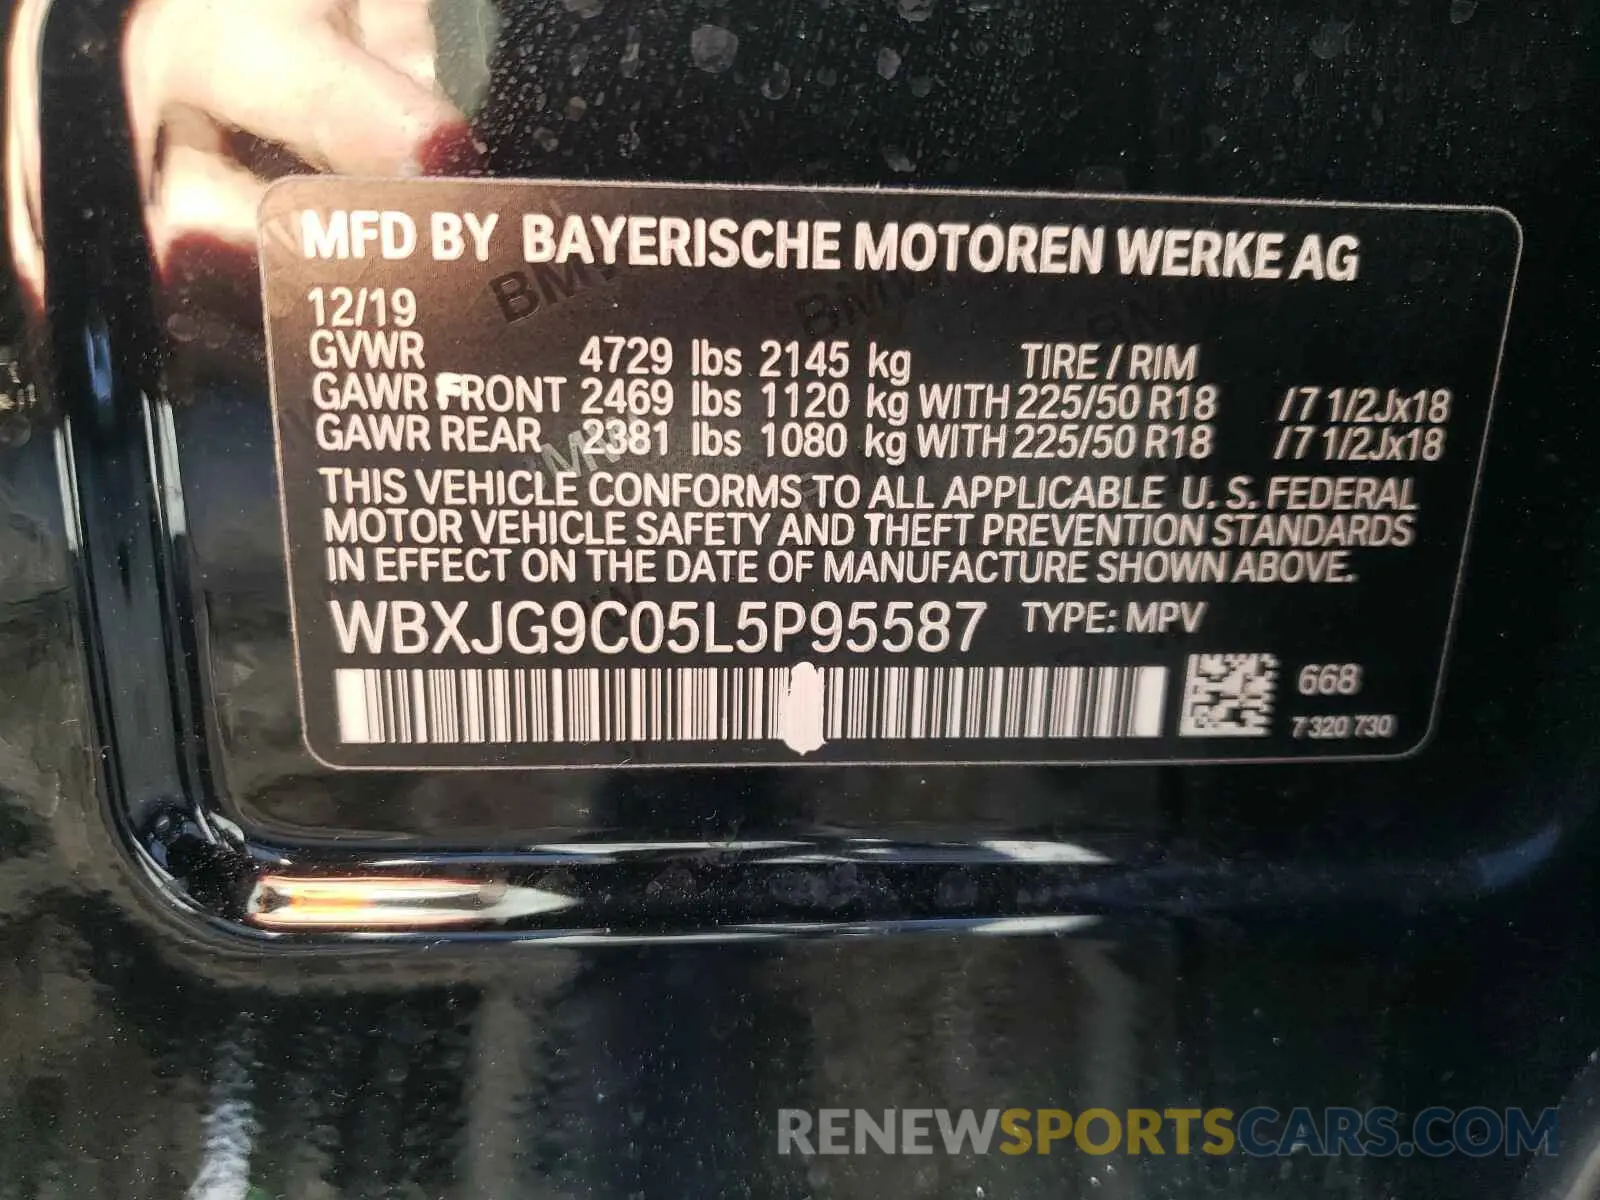 MFD BY BAYERISCHE MOTOREN WERKE AG
12/19
GVWR 4729 lbs 2145 kg TIRE / RIM
GAWR FRONT 2469 lbs 1120 kg WITH 225/50 R18 /7 1/2Jx18
GAWR REAR 2381 lbs 1080 kg WITH 225/50 R18 /7 1/2Jx18
THIS VEHICLE CONFORMS TO ALL APPLICABLE U. S. FEDERAL
MOTOR VEHICLE SAFETY AND THEFT PREVENTION STANDARDS
IN EFFECT ON THE DATE OF MANUFACTURE SHOWN ABOVE.
WBXJG9C05L5P95587 TYPE: MPV
668
7 320 730
RENEWSPORTSCARS.COM